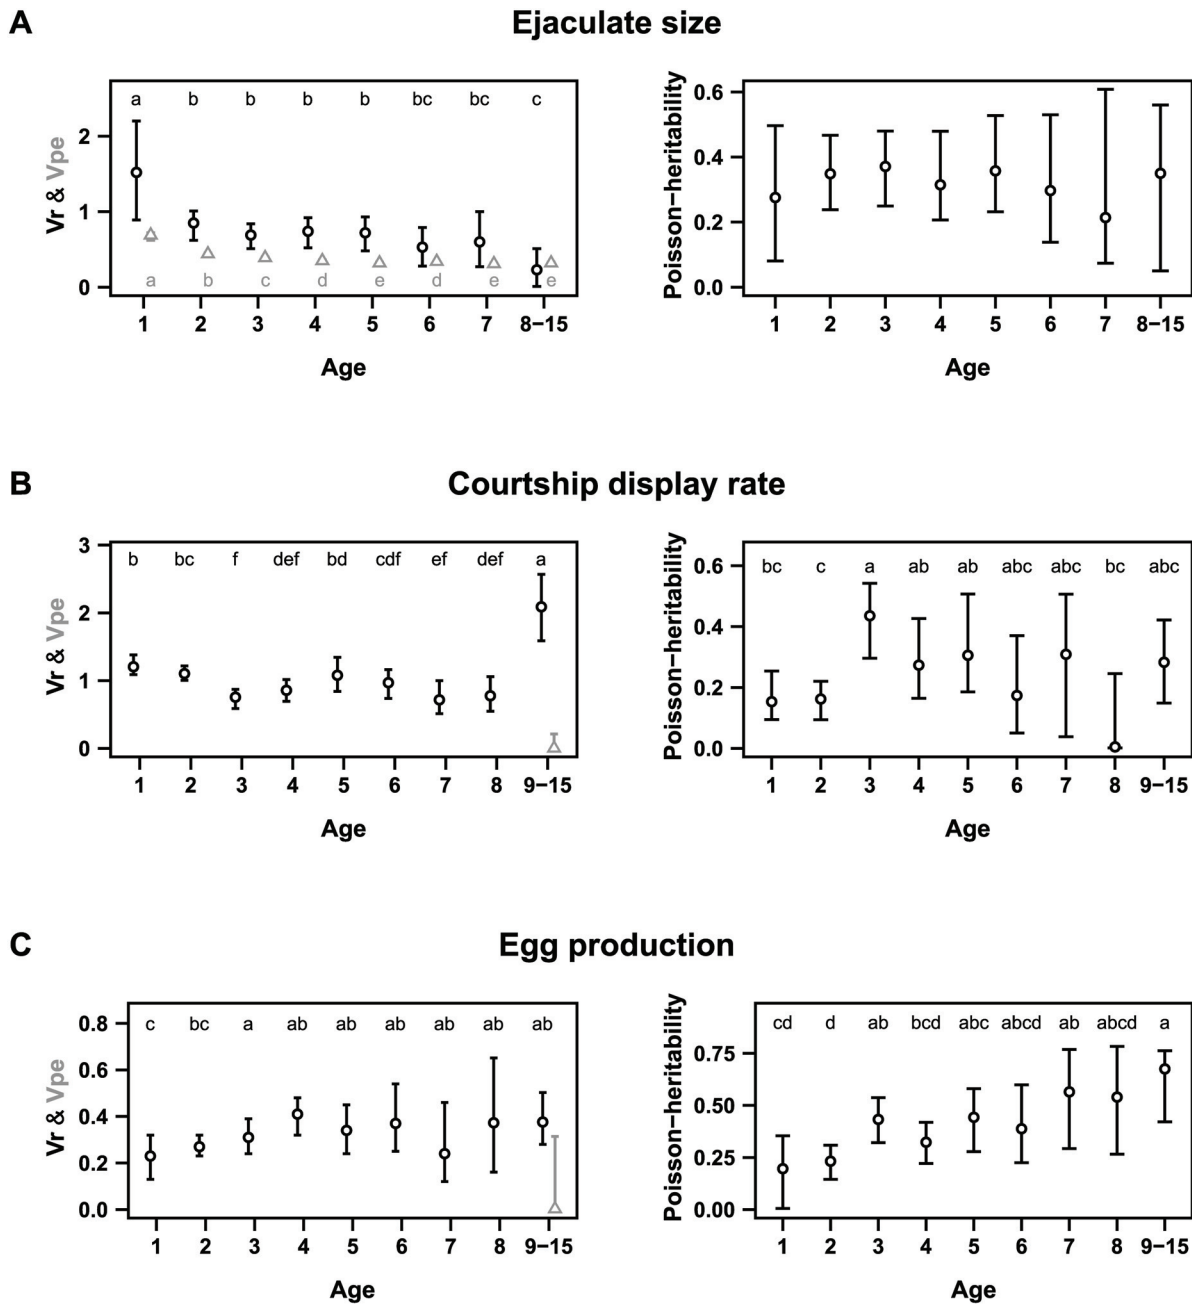 A
Ejaculate size
a b b b b bc bc c
2
1
0
Vr & Vpe
a b c d e d e e
1 2 3 4 5 6 7 8−15
Age
0.6
0.4
0.2
0.0
Poisson−heritability
1 2 3 4 5 6 7 8−15
Age
B
Courtship display rate
b bc f def bd cdf ef def a
3
2
1
0
Vr & Vpe
1 2 3 4 5 6 7 8 9−15
Age
bc c a ab ab abc abc bc abc
0.6
0.4
0.2
0.0
Poisson−heritability
1 2 3 4 5 6 7 8 9−15
Age
C
Egg production
c bc a ab ab ab ab ab ab
0.8
0.6
0.4
0.2
0.0
Vr & Vpe
1 2 3 4 5 6 7 8 9−15
Age
cd d ab bcd abc abcd ab abcd a
0.75
0.50
0.25
0.00
Poisson−heritability
1 2 3 4 5 6 7 8 9−15
Age